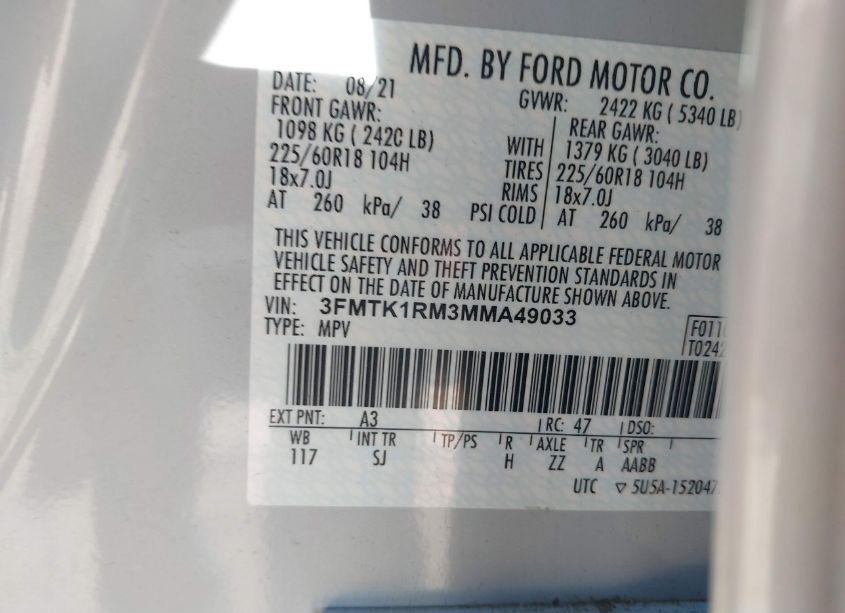 MFD. BY FORD MOTOR CO.
DATE: 08/21 GVWR: 2422 KG ( 5340 LB)
FRONT GAWR: REAR GAWR:
1098 KG ( 2420 LB) WITH 1379 KG ( 3040 LB)
225/60R18 104H TIRES 225/60R18 104H
18x7.0J RIMS 18x7.0J
AT 260 kPa/ 38 PSI COLD AT 260 kPa/ 38
THIS VEHICLE CONFORMS TO ALL APPLICABLE FEDERAL MOTOR
VEHICLE SAFETY AND THEFT PREVENTION STANDARDS IN
EFFECT ON THE DATE OF MANUFACTURE SHOWN ABOVE.
VIN: 3FMTK1RM3MMA49033
TYPE: MPV
F011
T042
EXT PNT: A3 RC: 47 DSO:
WB INT TR TP/PS R AXLE TR SPR
117 SJ H ZZ A AABB
UTC ▽ 5U5A-152047